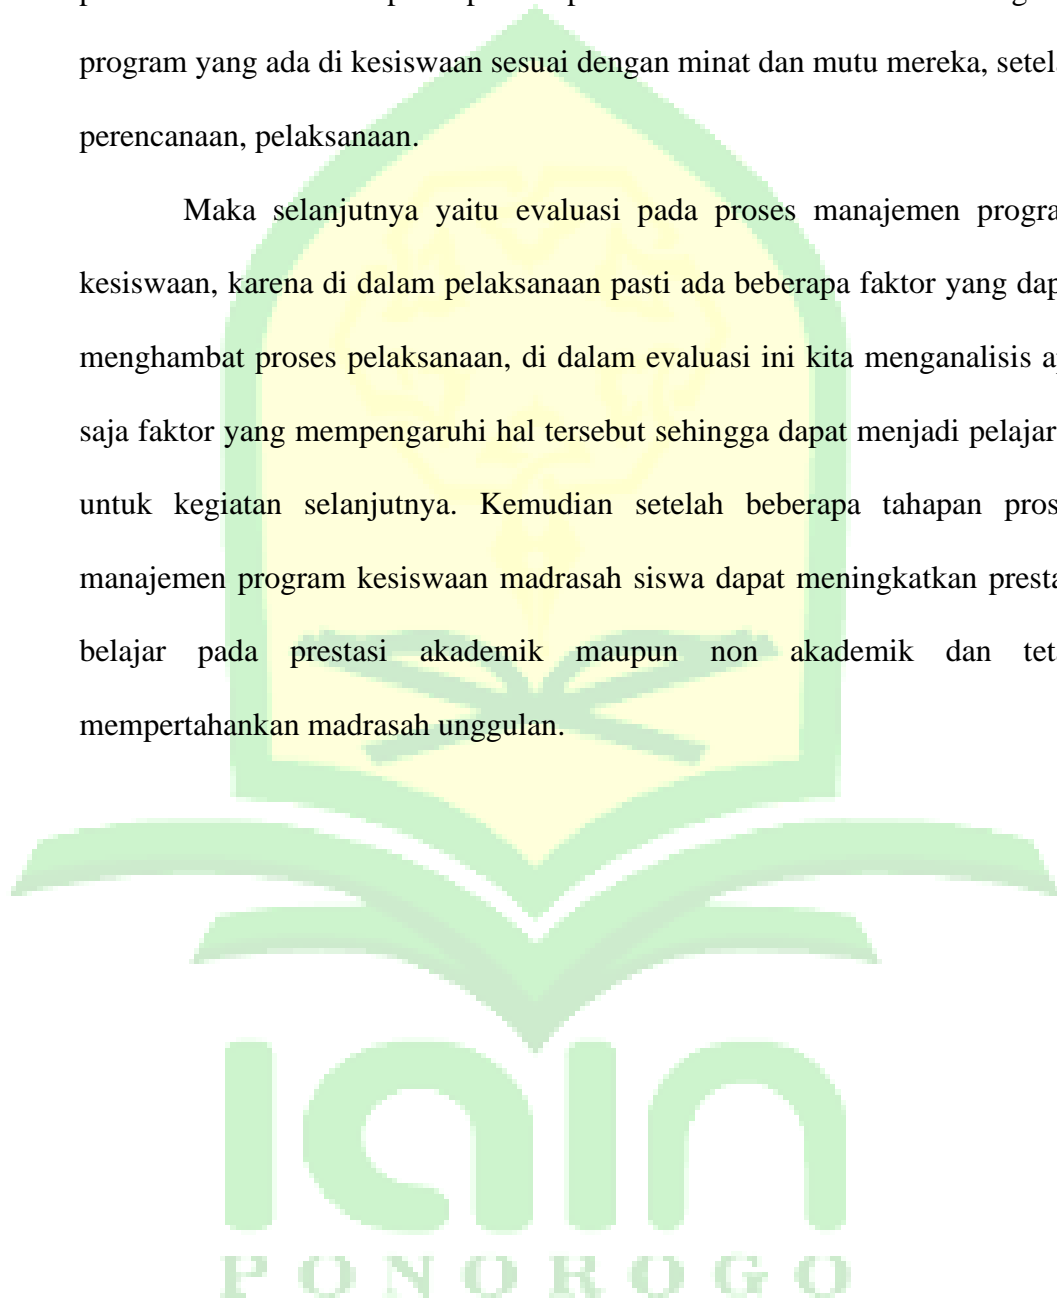 program yang ada di kesiswaan sesuai dengan minat dan mutu mereka, setela
perencanaan, pelaksanaan.
Maka selanjutnya yaitu evaluasi pada proses manajemen progra
kesiswaan, karena di dalam pelaksanaan pasti ada beberapa faktor yang dap
menghambat proses pelaksanaan, di dalam evaluasi ini kita menganalisis ap
saja faktor yang mempengaruhi hal tersebut sehingga dapat menjadi pelajar
untuk kegiatan selanjutnya. Kemudian setelah beberapa tahapan pros
manajemen program kesiswaan madrasah siswa dapat meningkatkan presta
belajar pada prestasi akademik maupun non akademik dan teta
mempertahankan madrasah unggulan.
iain
PONOROGO